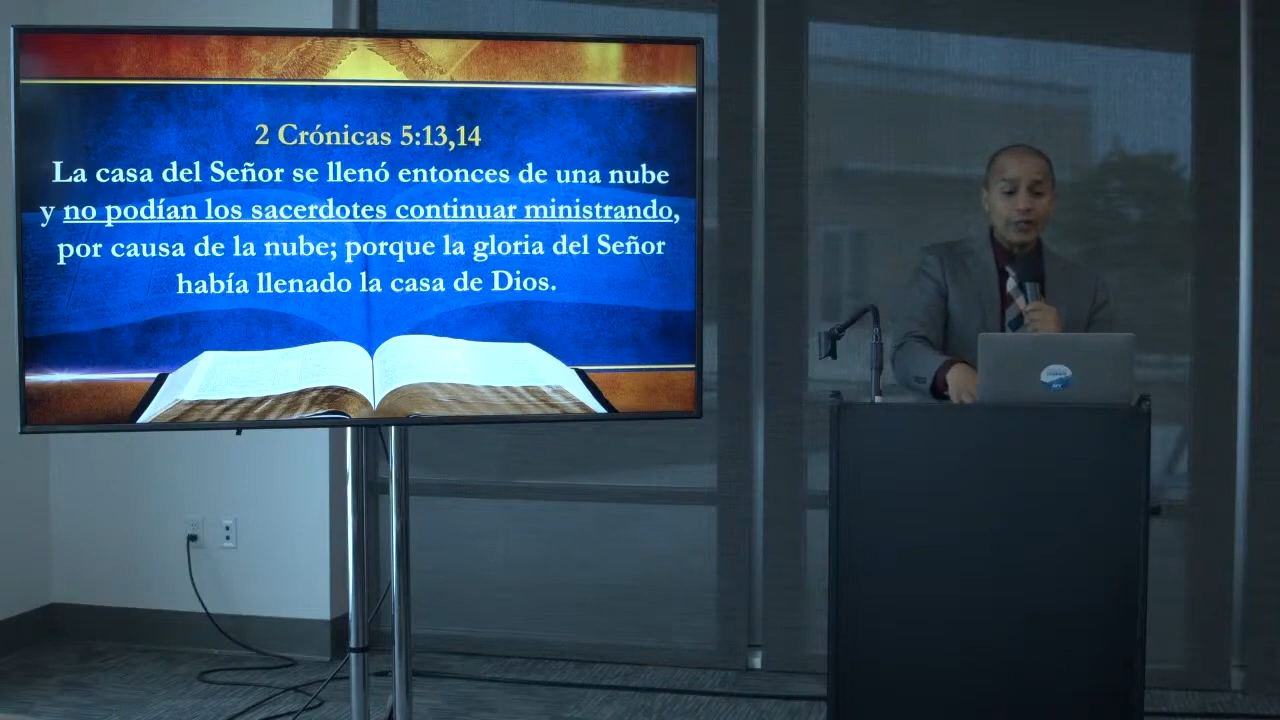 2 Crónicas 5:13,14
La casa del Señor se llenó entonces de una nube
y no podían los sacerdotes continuar ministrando,
por causa de la nube; porque la gloria del Señor
había llenado la casa de Dios.